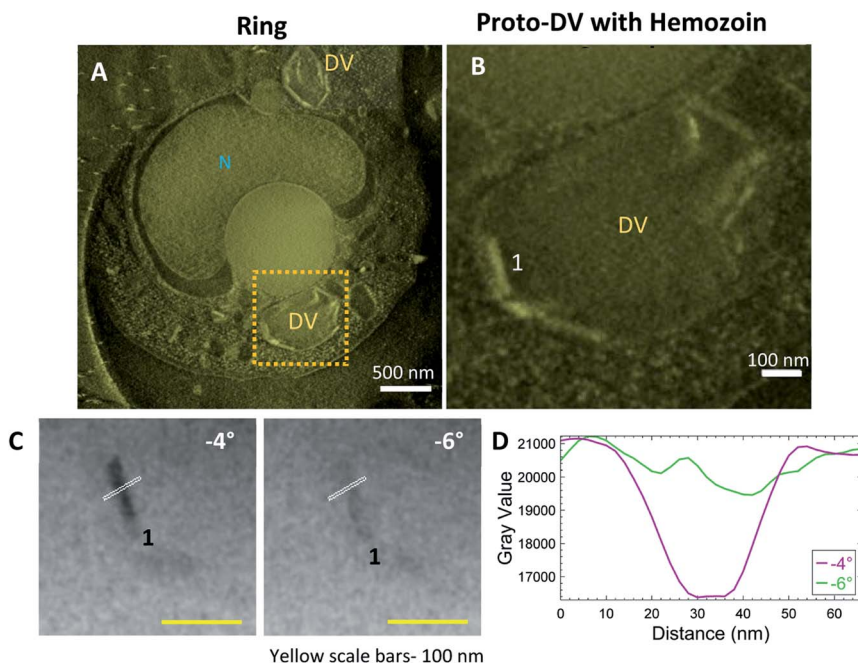 Ring
Proto-DV with Hemozoin
A
DV
N
DV
500 nm
B
DV
1
100 nm
C
-4°
1
-6°
1
Yellow scale bars- 100 nm
D
21000
20000
19000
18000
17000
Gray Value
0 10 20 30 40 50 60
Distance (nm)
-4°
-6°